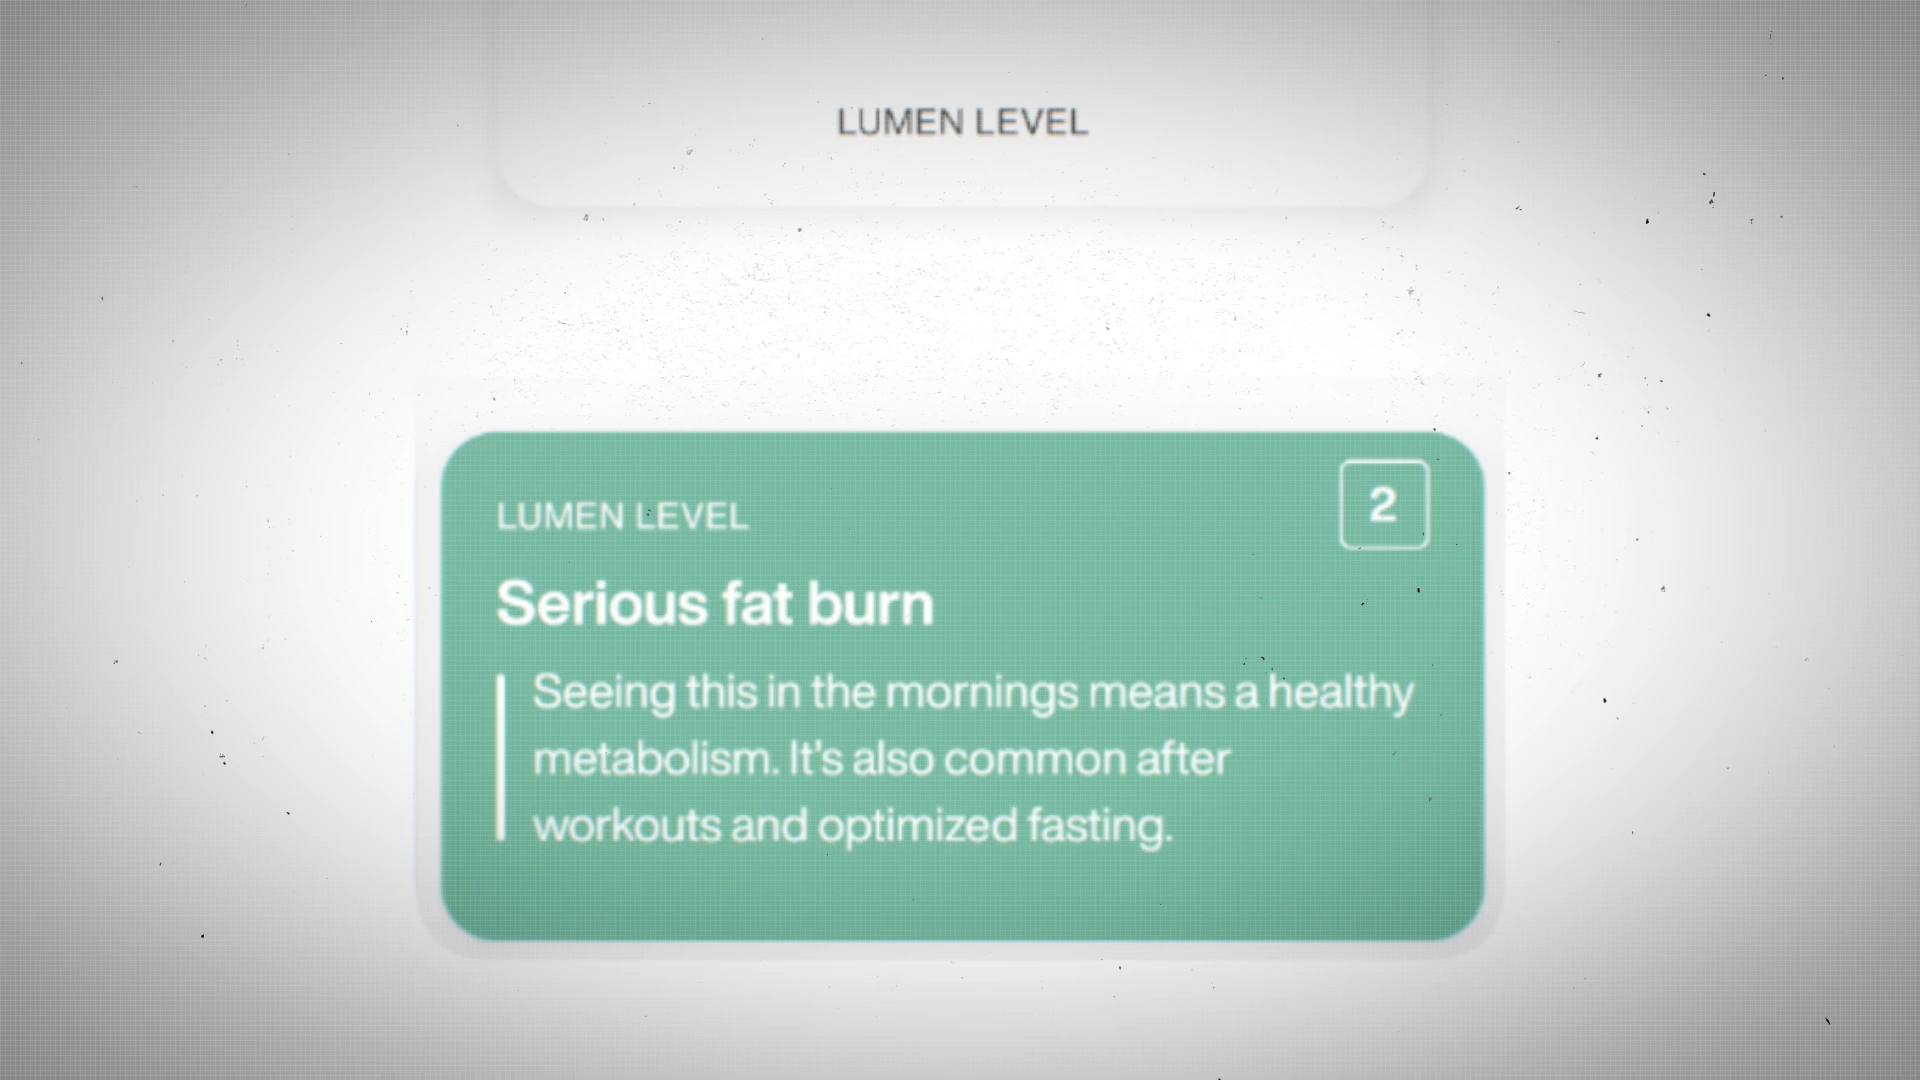 LUMEN LEVEL
LUMEN LEVEL
2
Serious fat burn
Seeing this in the mornings means a healthy
metabolism. It’s also common after
workouts and optimized fasting.